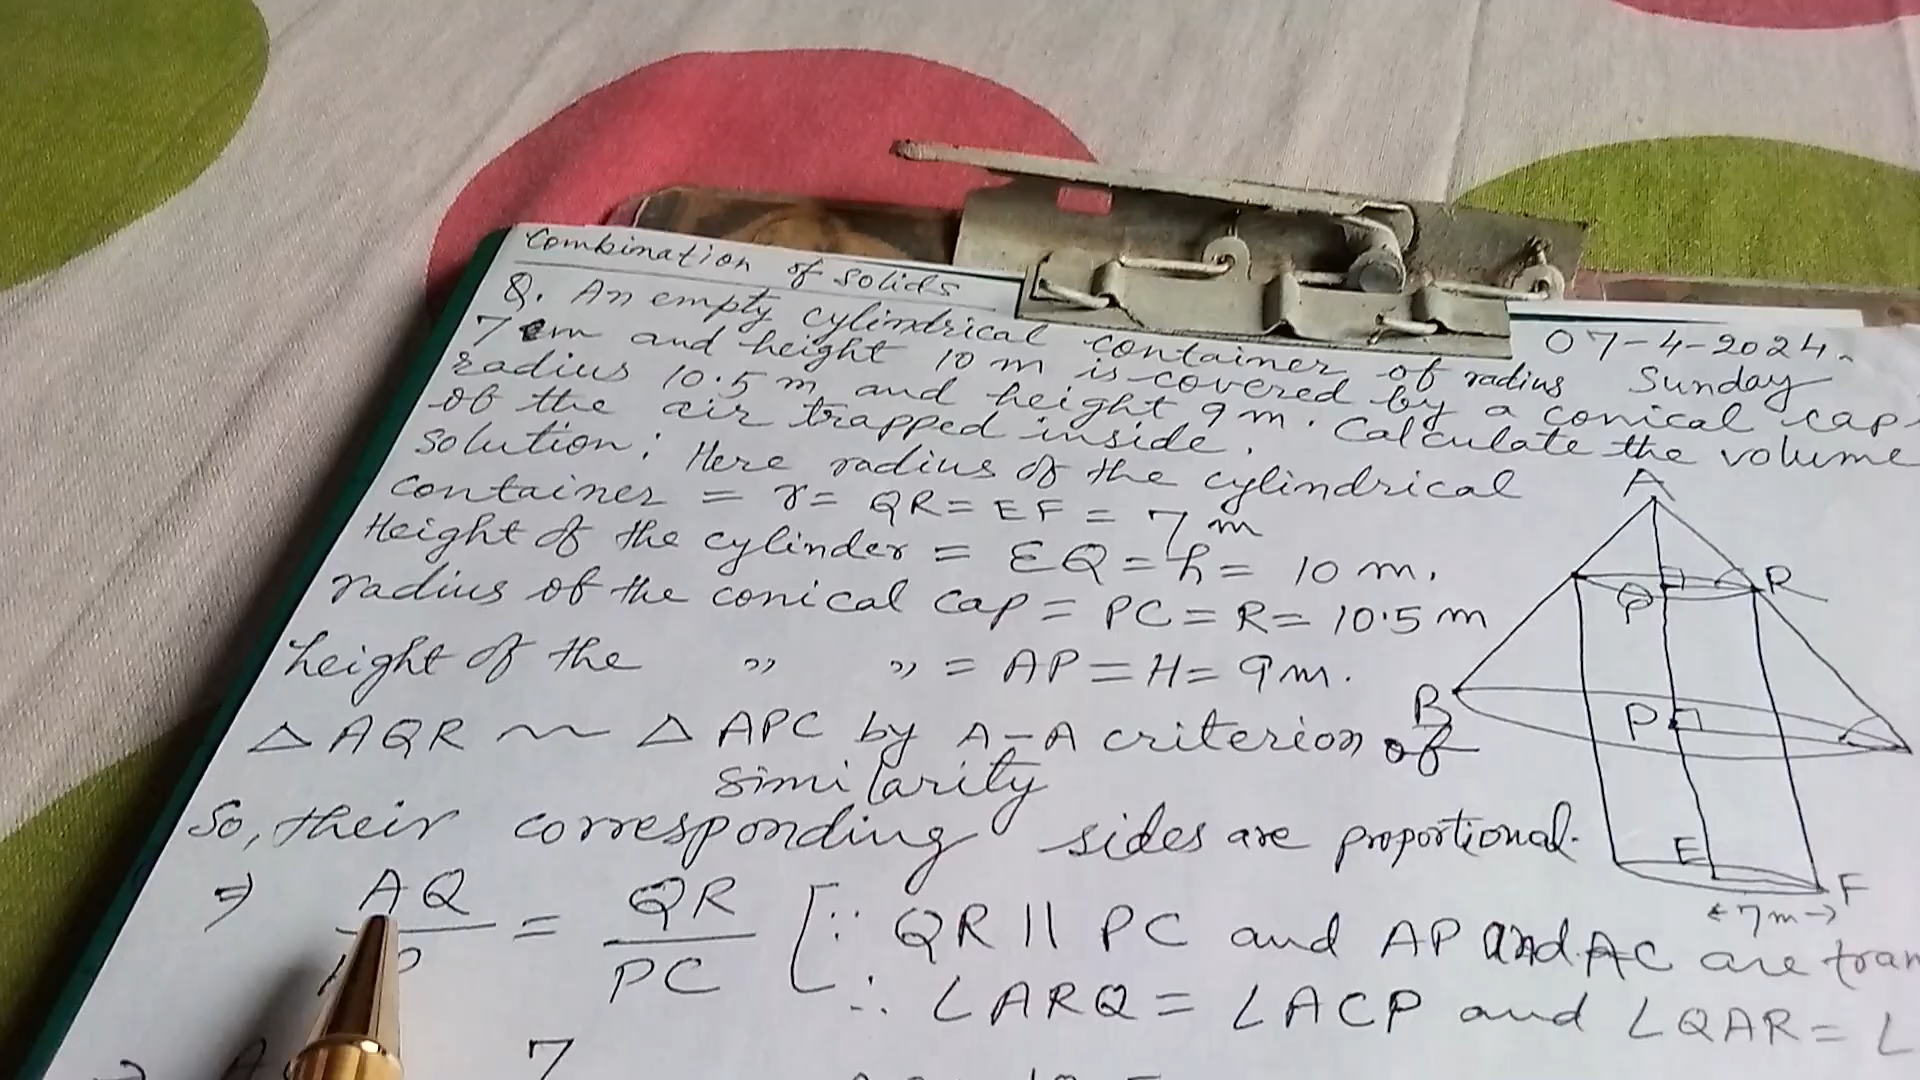 Combination of solids
07-4-2024.
Sunday
Q. An empty cylindrical container of radius
7 m and height 10 m is covered by a conical cap
radius 10.5 m and height 9 m. Calculate the volume
of the air trapped inside.
Solution: Here radius of the cylindrical
container = r = QR = EF = 7 m
Height of the cylinder = EQ = h = 10 m.
radius of the conical cap = PC = R = 10.5 m
height of the " " = AP = H = 9 m.
△ AQR ~ △ APC by A-A criterion of
similarity
So, their corresponding sides are proportional.
⇒ AQ/P = QR/PC [∵ QR || PC and AP and AC are
∴ ∠ARQ = ∠ACP and ∠QAR = ∠
7
A
Q
R
B
P
E
F
7 m